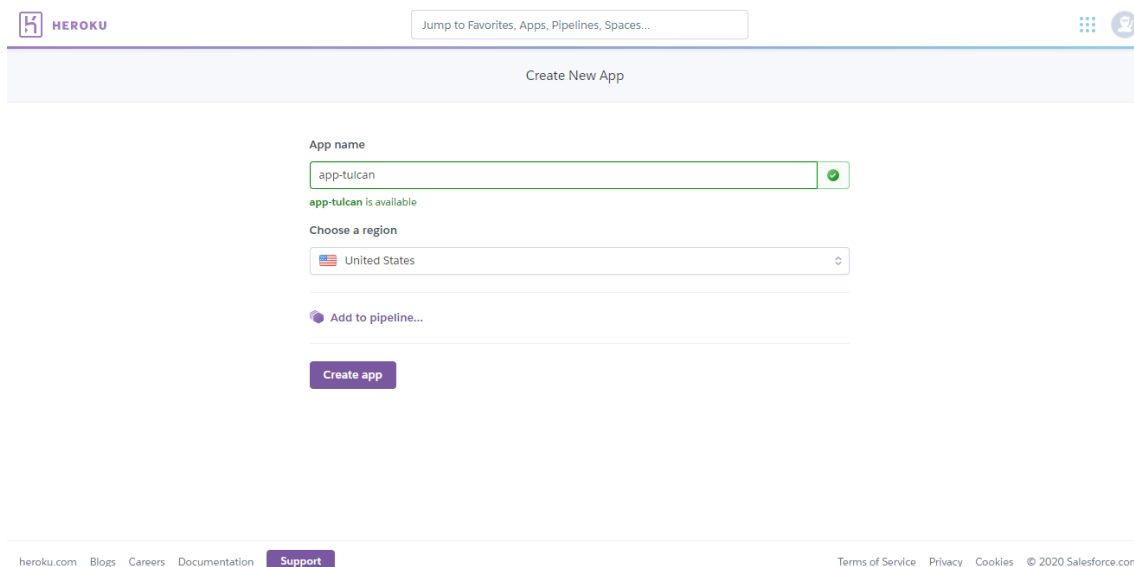 HEROKU
Jump to Favorites, Apps, Pipelines, Spaces...
Create New App
App name
app-tulcan
app-tulcan is available
Choose a region
United States
Add to pipeline...
Create app
heroku.com Blogs Careers Documentation Support Terms of Service Privacy Cookies © 2020 Salesforce.com